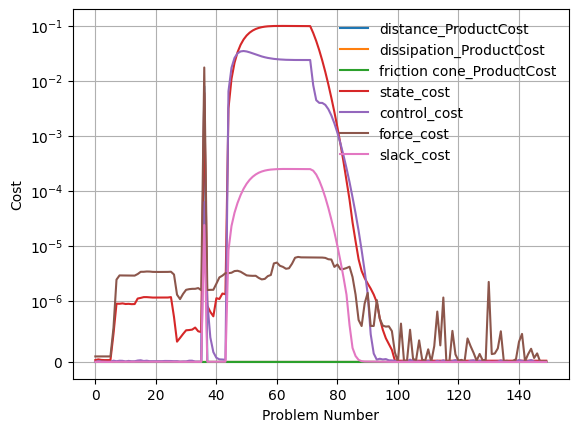 distance_ProductCost
dissipation_ProductCost
friction cone_ProductCost
state_cost
control_cost
force_cost
slack_cost
Cost
10⁻¹
10⁻²
10⁻³
10⁻⁴
10⁻⁵
10⁻⁶
0
0 20 40 60 80 100 120 140
Problem Number